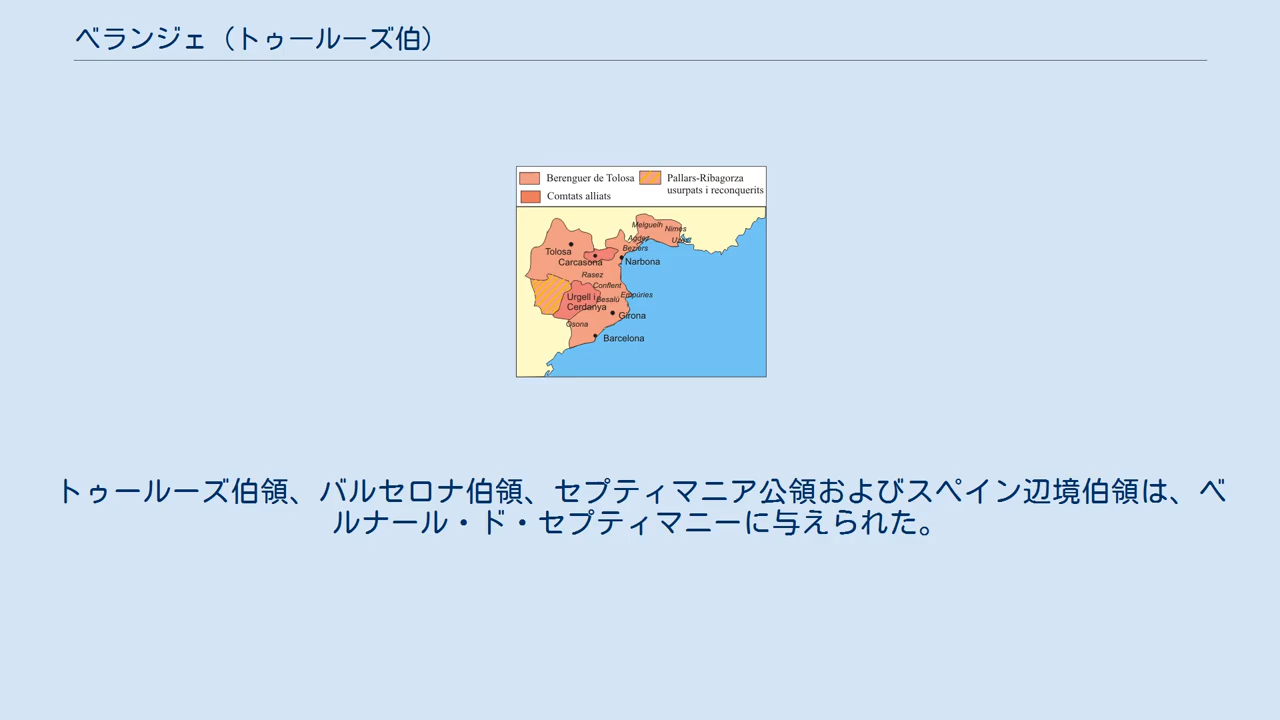 ベランジェ（トゥールーズ伯）
Berenguer de Tolosa
Pallars-Ribagorza
usurpats i reconquerits
Comtats alliats
Melgueih
Nimes
Agde
Uzell
Beziers
Tolosa
Carcasona
Narbona
Rasez
Conflent
Urgell i
Cerdanya
Besalú
Empúries
Girona
Osona
Barcelona
トゥールーズ伯領、バルセロナ伯領、セプティマニア公領およびスペイン辺境伯領は、ベ
ルナール・ド・セプティマニーに与えられた。